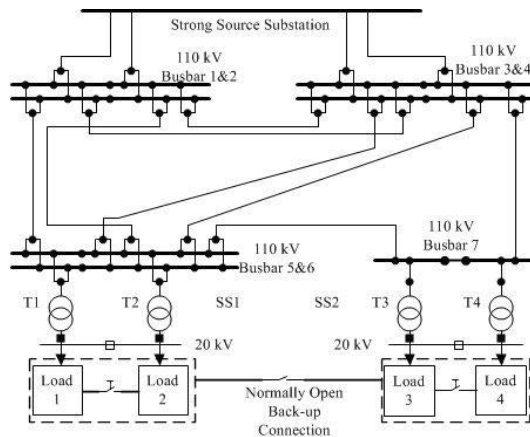 Strong Source Substation
110 kV
Busbar 1&2
110 kV
Busbar 3&4
110 kV
Busbar 5&6
110 kV
Busbar 7
T1
T2
SS1
SS2
T3
T4
20 kV
20 kV
Load
1
Load
2
Normally Open
Back-up
Connection
Load
3
Load
4